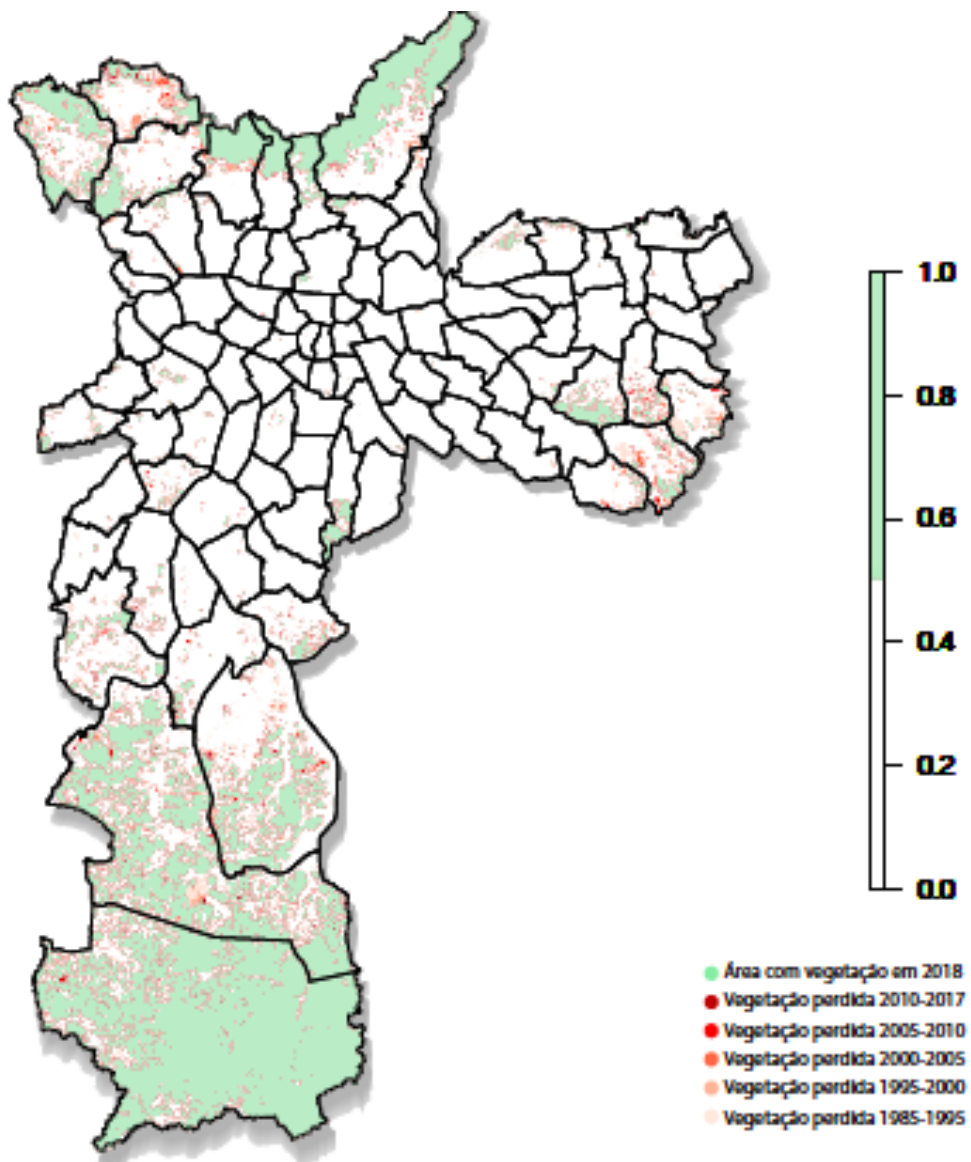 1.0
0.8
0.6
0.4
0.2
0.0
Área com vegetação em 2018
Vegetação perdida 2010-2017
Vegetação perdida 2005-2010
Vegetação perdida 2000-2005
Vegetação perdida 1995-2000
Vegetação perdida 1985-1995